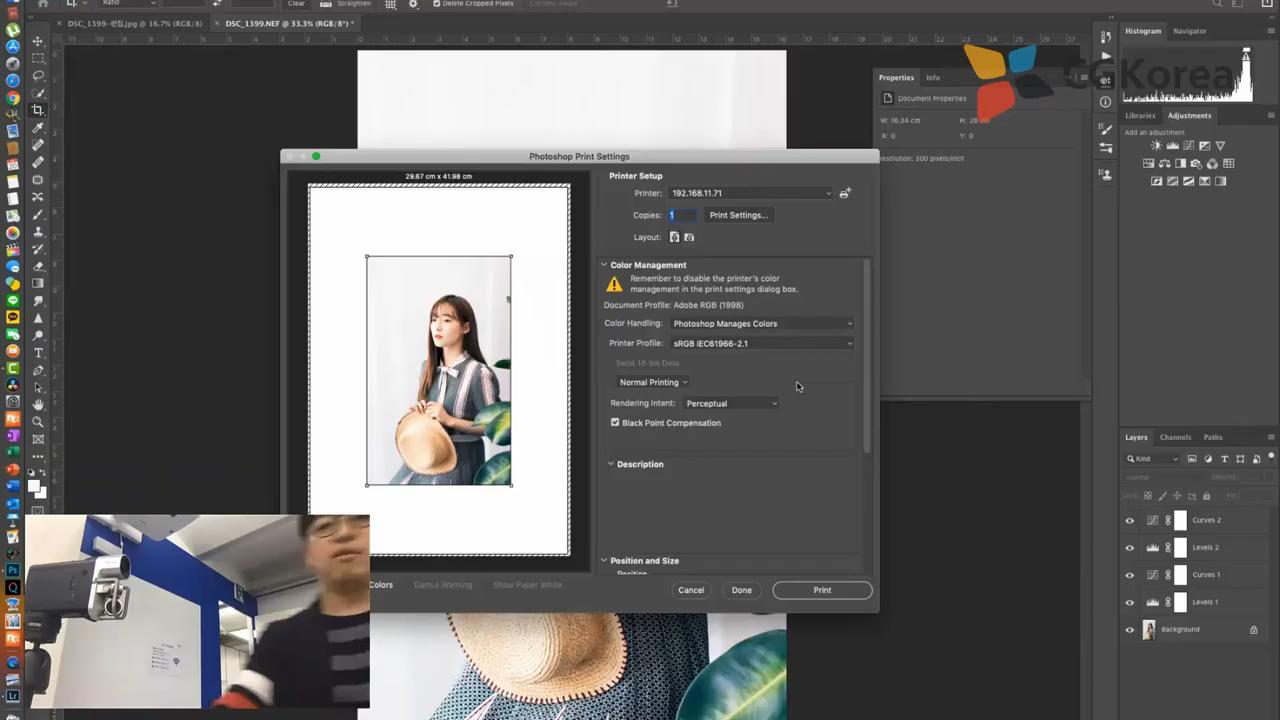 Ratio
Clear
Straighten
Delete Cropped Pixels
Content-Aware
DSC_1399-편집.jpg @ 16.7% (RGB/8)
DSC_1399.NEF @ 33.3% (RGB/8*) *
CGKorea
Histogram
Navigator
Properties
Info
Document Properties
W: 16.34 cm
X: 0
Y: 0
Resolution: 300 pixels/inch
Libraries
Adjustments
Add an adjustment
Photoshop Print Settings
29.67 cm x 41.98 cm
Printer Setup
Printer: 192.168.11.71
Copies: 1
Print Settings...
Layout:
Color Management
Remember to disable the printer's color
management in the print settings dialog box.
Document Profile: Adobe RGB (1998)
Color Handling: Photoshop Manages Colors
Printer Profile: sRGB IEC61966-2.1
Send 16-bit Data
Normal Printing
Rendering Intent: Perceptual
Black Point Compensation
Description
Position and Size
Position
Colors
Gamut Warning
Show Paper White
Cancel
Done
Print
Layers
Channels
Paths
Kind
Curves 2
Levels 2
Curves 1
Levels 1
Background